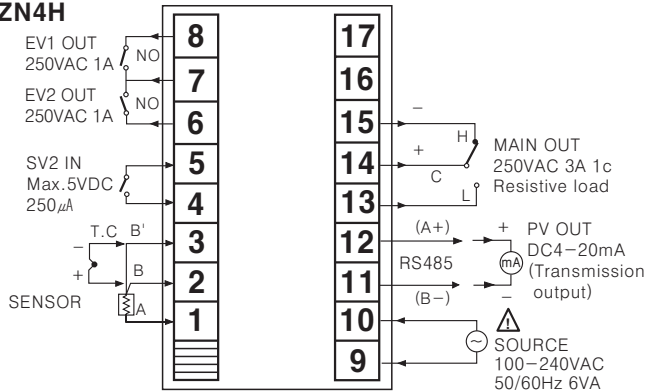 ZN4H
EV1 OUT
250VAC 1A
NO
EV2 OUT
250VAC 1A
NO
SV2 IN
Max.5VDC
250㎂
T.C B'
−
+
B
A
SENSOR
8
7
6
5
4
3
2
1
17
16
15
14
13
12
11
10
9
−
H
+
C
L
MAIN OUT
250VAC 3A 1c
Resistive load
(A+)
RS485
(B−)
+
mA
−
PV OUT
DC4−20mA
(Transmission
output)
SOURCE
100−240VAC
50/60Hz 6VA